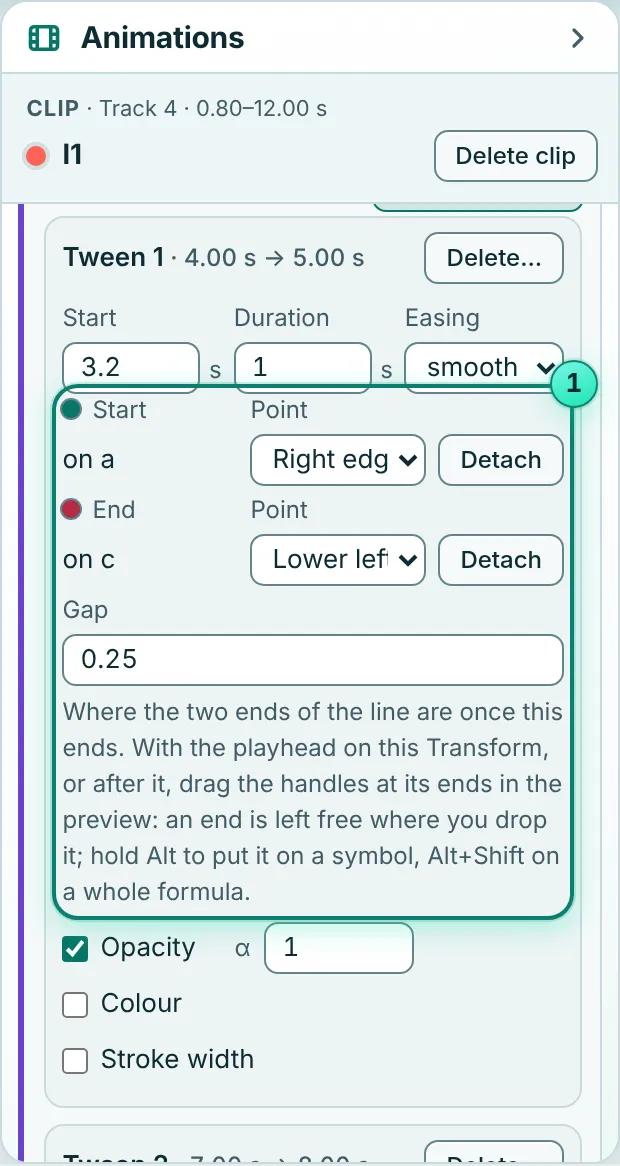 Animations
CLIP · Track 4 · 0.80–12.00 s
l1 Delete clip
Tween 1 · 4.00 s → 5.00 s Delete...
Start Duration Easing
3.2 s 1 s smooth
1
Start Point
on a Right edg Detach
End Point
on c Lower left Detach
Gap
0.25
Where the two ends of the line are once this
ends. With the playhead on this Transform,
or after it, drag the handles at its ends in the
preview: an end is left free where you drop
it; hold Alt to put it on a symbol, Alt+Shift on
a whole formula.
Opacity α 1
Colour
Stroke width